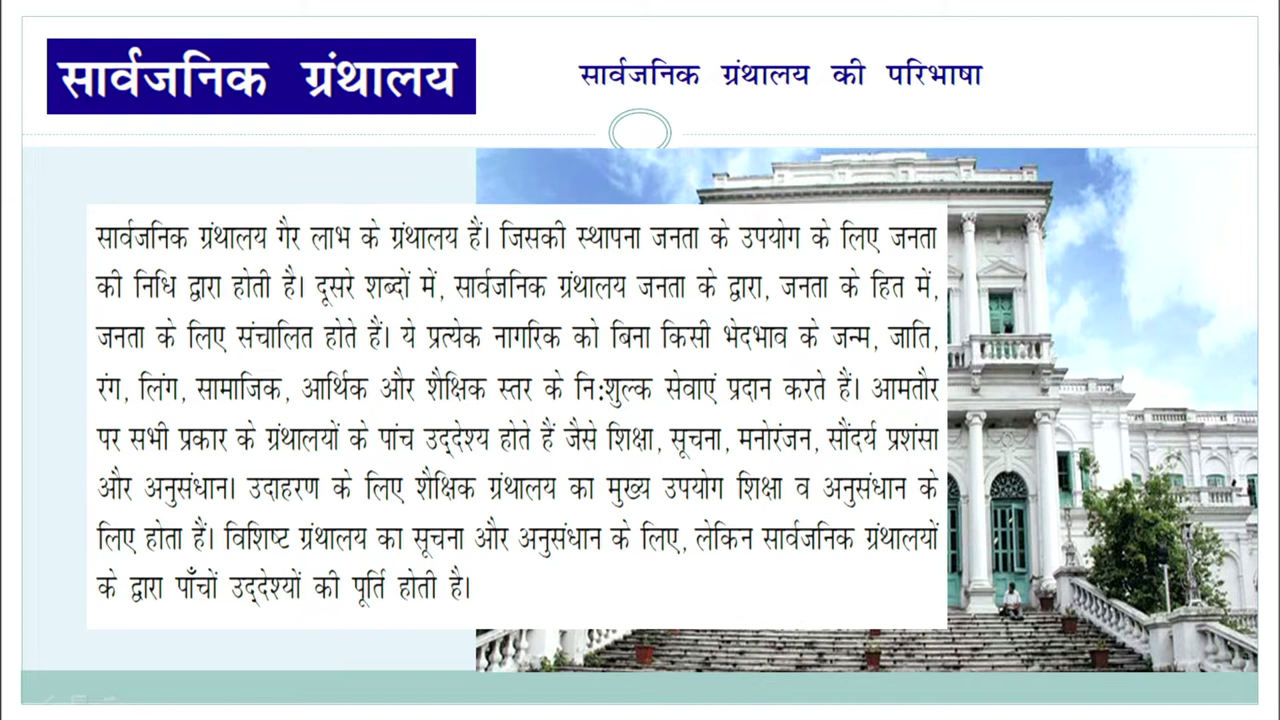 सार्वजनिक ग्रंथालय
सार्वजनिक ग्रंथालय की परिभाषा
सार्वजनिक ग्रंथालय गैर लाभ के ग्रंथालय हैं। जिसकी स्थापना जनता के उपयोग के लिए जनता
की निधि द्वारा होती है। दूसरे शब्दों में, सार्वजनिक ग्रंथालय जनता के द्वारा, जनता के हित में,
जनता के लिए संचालित होते हैं। ये प्रत्येक नागरिक को बिना किसी भेदभाव के जन्म, जाति,
रंग, लिंग, सामाजिक, आर्थिक और शैक्षिक स्तर के नि:शुल्क सेवाएं प्रदान करते हैं। आमतौर
पर सभी प्रकार के ग्रंथालयों के पांच उद्देश्य होते हैं जैसे शिक्षा, सूचना, मनोरंजन, सौंदर्य प्रशंसा
और अनुसंधान। उदाहरण के लिए शैक्षिक ग्रंथालय का मुख्य उपयोग शिक्षा व अनुसंधान के
लिए होता हैं। विशिष्ट ग्रंथालय का सूचना और अनुसंधान के लिए, लेकिन सार्वजनिक ग्रंथालयों
के द्वारा पाँचों उद्देश्यों की पूर्ति होती है।